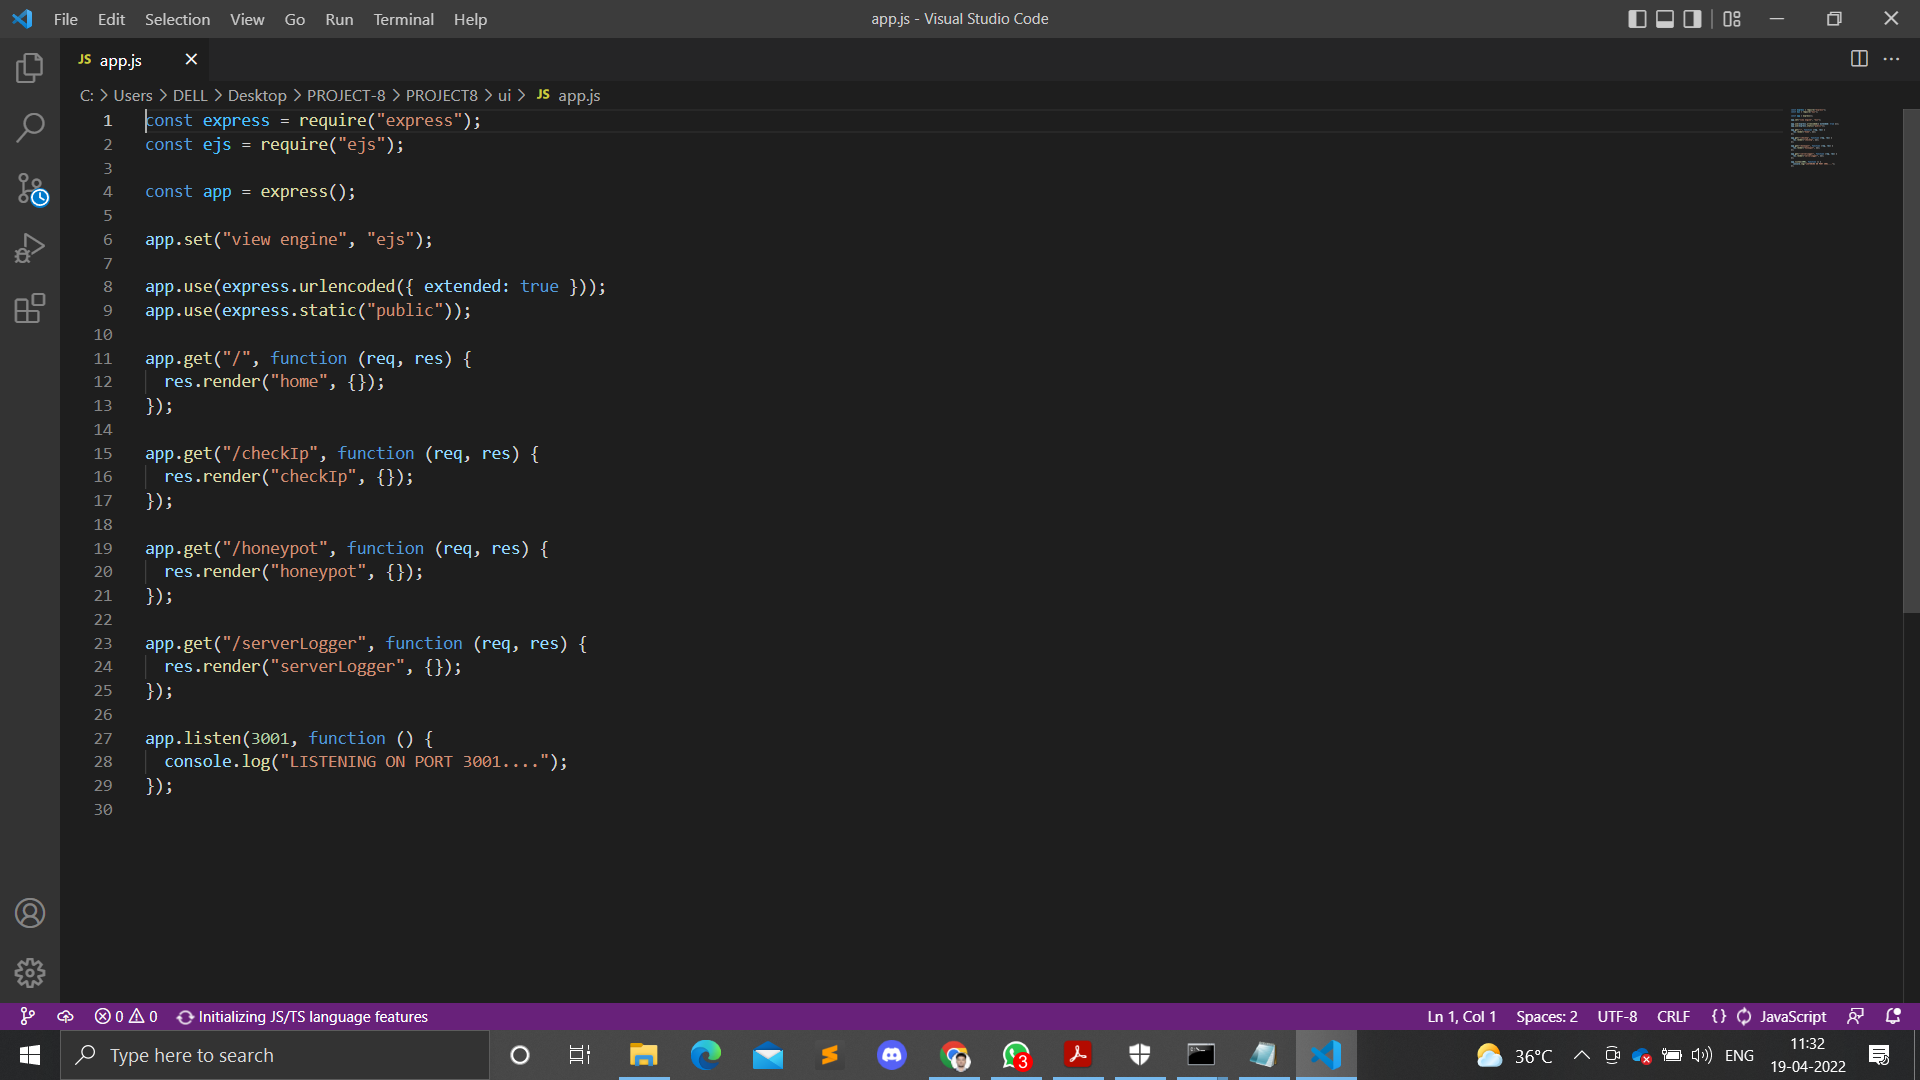 File Edit Selection View Go Run Terminal Help
app.js - Visual Studio Code
JS app.js
C: > Users > DELL > Desktop > PROJECT-8 > PROJECT8 > ui > JS app.js
1 const express = require("express");
2 const ejs = require("ejs");
3
4 const app = express();
5
6 app.set("view engine", "ejs");
7
8 app.use(express.urlencoded({ extended: true }));
9 app.use(express.static("public"));
10
11 app.get("/", function (req, res) {
12   res.render("home", {});
13 });
14
15 app.get("/checkIp", function (req, res) {
16   res.render("checkIp", {});
17 });
18
19 app.get("/honeypot", function (req, res) {
20   res.render("honeypot", {});
21 });
22
23 app.get("/serverLogger", function (req, res) {
24   res.render("serverLogger", {});
25 });
26
27 app.listen(3001, function () {
28   console.log("LISTENING ON PORT 3001....");
29 });
30
0 0 Initializing JS/TS language features
Ln 1, Col 1 Spaces: 2 UTF-8 CRLF {} JavaScript
Type here to search
3
36°C
ENG
11:32
19-04-2022